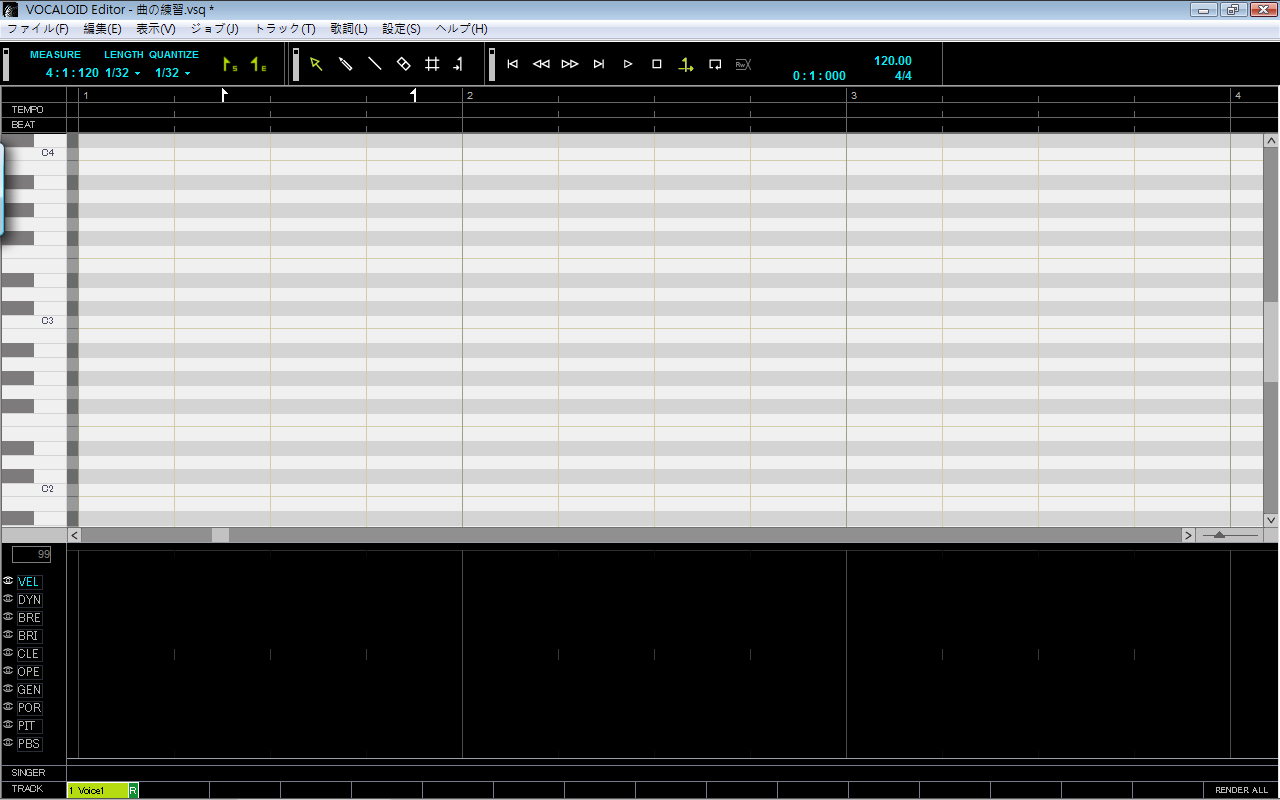 VOCALOID Editor - 曲の練習.vsq *
ファイル(F) 編集(E) 表示(V) ジョブ(J) トラック(T) 歌詞(L) 設定(S) ヘルプ(H)
MEASURE LENGTH QUANTIZE
4 : 1 : 120 1/32 1/32 S E
0 : 1 : 000 120.00 4/4
1 2 3 4
TEMPO
BEAT
C4
C3
C2
99
VEL
DYN
BRE
BRI
CLE
OPE
GEN
POR
PIT
PBS
SINGER
TRACK 1 Voice1 R RENDER ALL